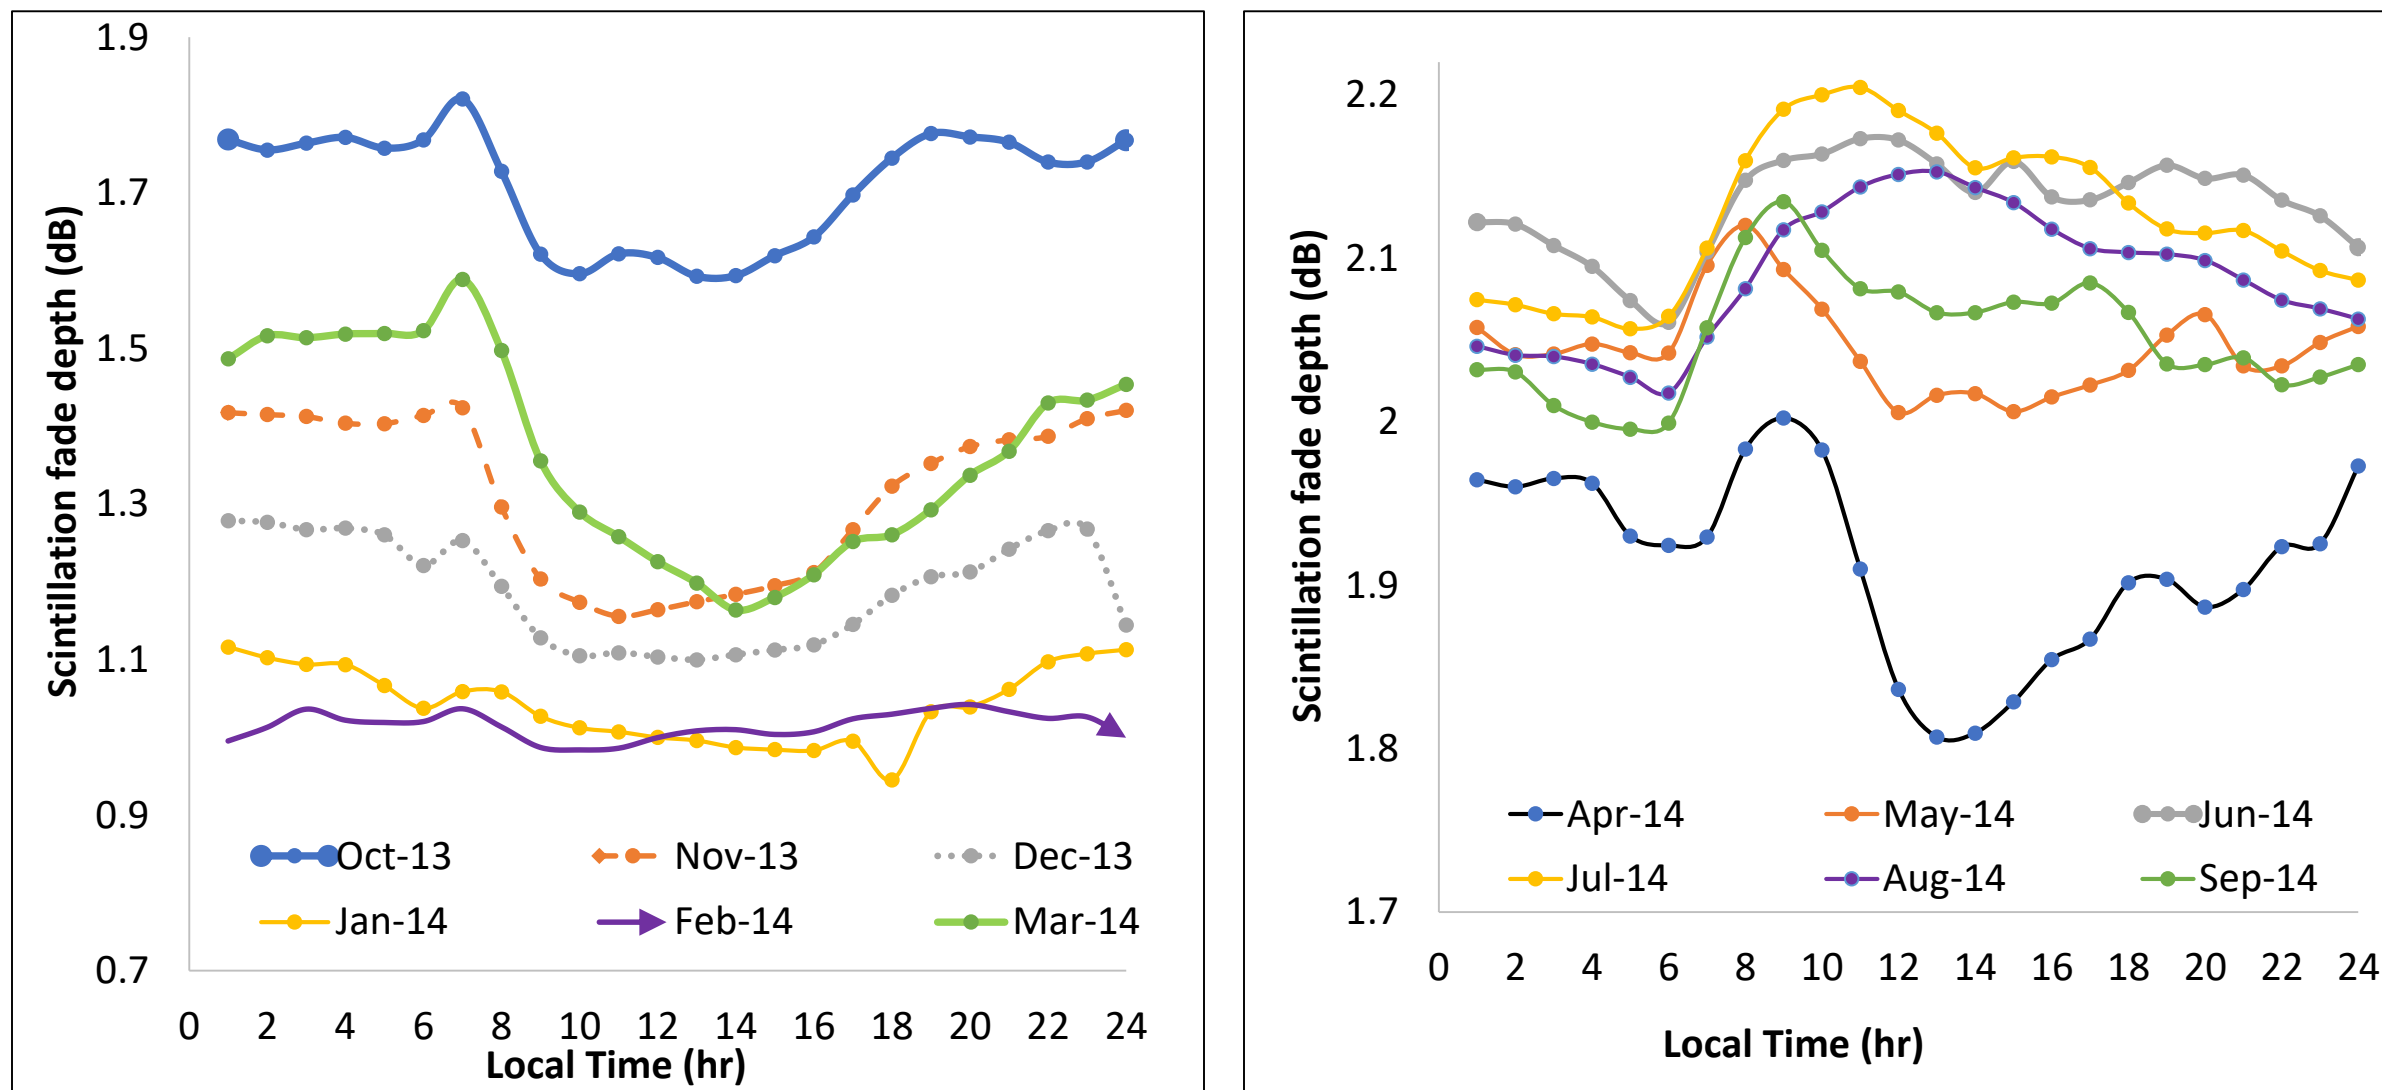 Scintillation fade depth (dB)
1.9
1.7
1.5
1.3
1.1
0.9
0.7
Oct-13 Nov-13 Dec-13
Jan-14 Feb-14 Mar-14
0 2 4 6 8 10 12 14 16 18 20 22 24
Local Time (hr)
Scintillation fade depth (dB)
2.2
2.1
2
1.9
1.8
1.7
Apr-14 May-14 Jun-14
Jul-14 Aug-14 Sep-14
0 2 4 6 8 10 12 14 16 18 20 22 24
Local Time (hr)